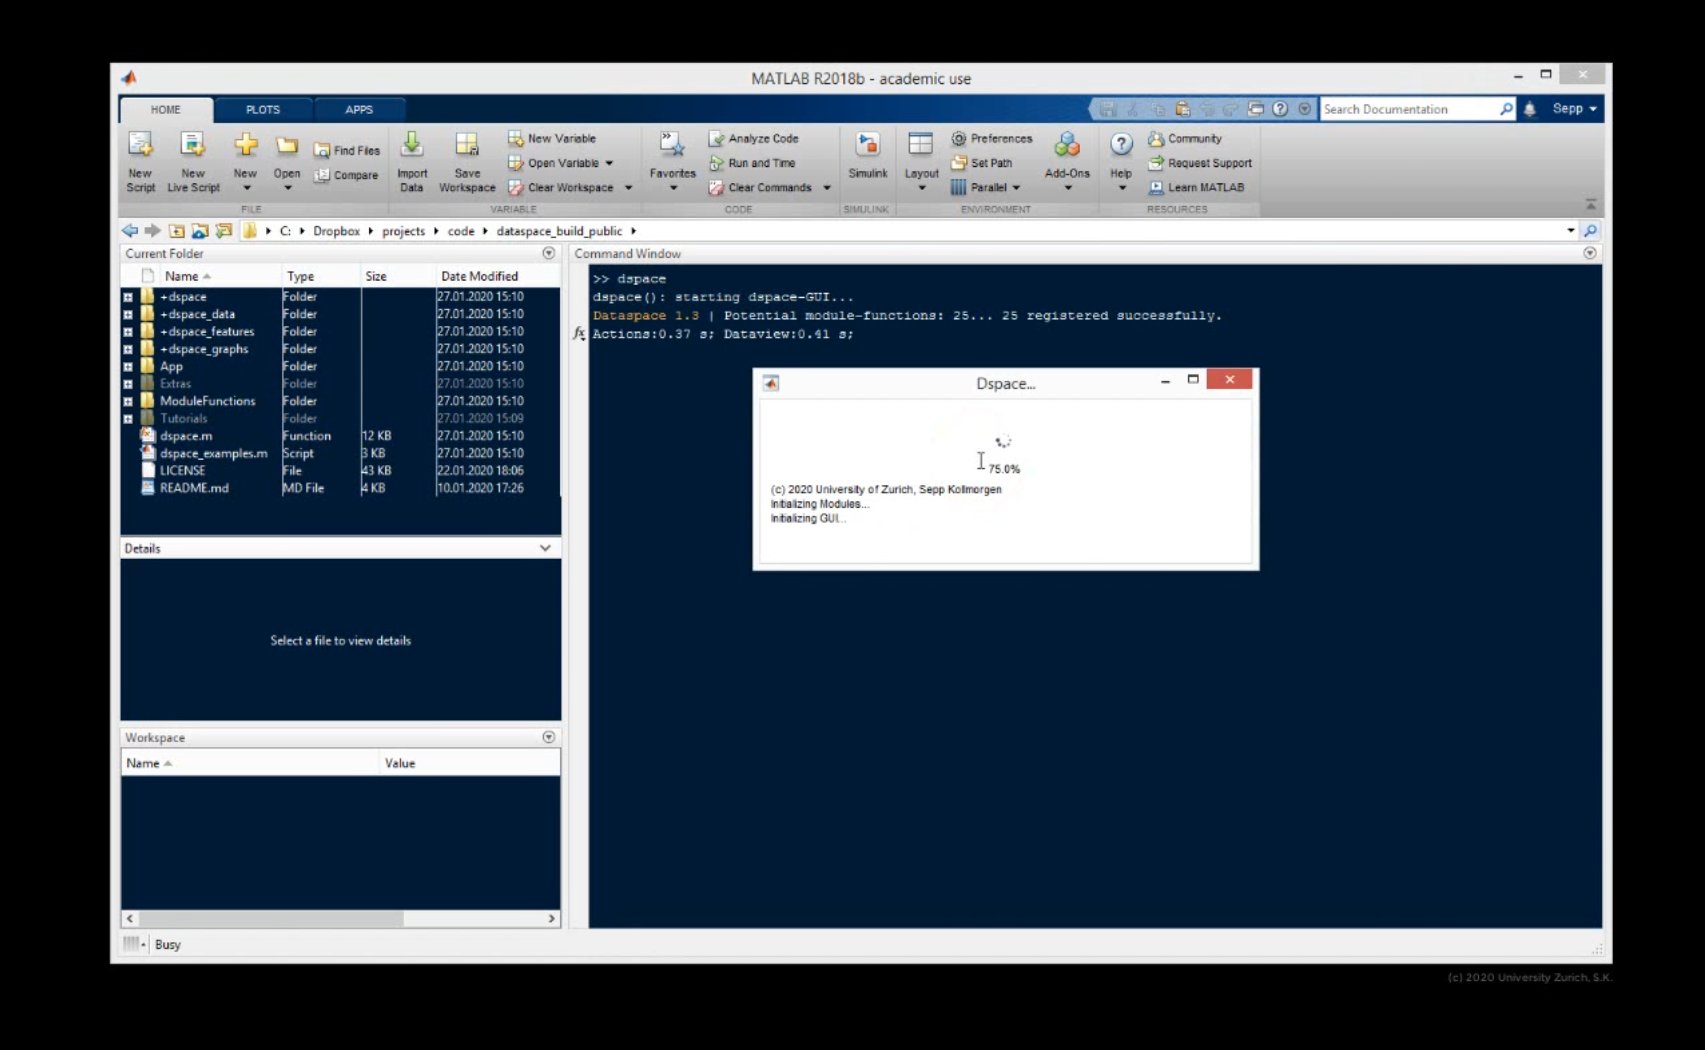 MATLAB R2018b - academic use
HOME PLOTS APPS
Search Documentation
Sepp
New Script
New Live Script
New
Open
Find Files
Compare
FILE
Import Data
Save Workspace
New Variable
Open Variable
Clear Workspace
VARIABLE
Favorites
Analyze Code
Run and Time
Clear Commands
CODE
Simulink
SIMULINK
Layout
Preferences
Set Path
Parallel
Add-Ons
ENVIRONMENT
Help
Community
Request Support
Learn MATLAB
RESOURCES
C: Dropbox projects code dataspace_build_public
Current Folder
Name Type Size Date Modified
+dspace Folder 27.01.2020 15:10
+dspace_data Folder 27.01.2020 15:10
+dspace_features Folder 27.01.2020 15:10
+dspace_graphs Folder 27.01.2020 15:10
App Folder 27.01.2020 15:10
Extras Folder 27.01.2020 15:10
ModuleFunctions Folder 27.01.2020 15:10
Tutorials Folder 27.01.2020 15:09
dspace.m Function 12 KB 27.01.2020 15:10
dspace_examples.m Script 3 KB 27.01.2020 15:10
LICENSE File 43 KB 22.01.2020 18:06
README.md MD File 4 KB 10.01.2020 17:26
Details
Select a file to view details
Workspace
Name Value
Busy
Command Window
>> dspace
dspace(): starting dspace-GUI...
Dataspace 1.3 | Potential module-functions: 25... 25 registered successfully.
fx Actions:0.37 s; Dataview:0.41 s;
Dspace...
75.0%
(c) 2020 University of Zurich, Sepp Kollmorgen
Initializing Modules...
Initializing GUI...
(c) 2020 University Zurich, S.K.